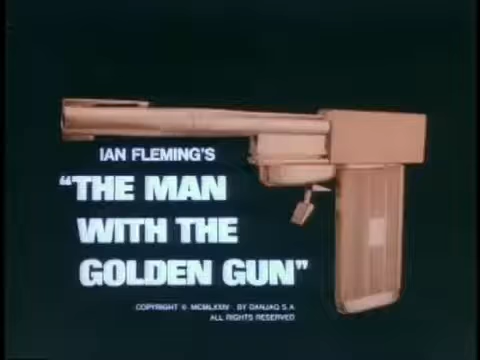 IAN FLEMING'S
"THE MAN
WITH THE
GOLDEN GUN"
COPYRIGHT © MCMLXXIV BY DANJAQ S.A
ALL RIGHTS RESERVED